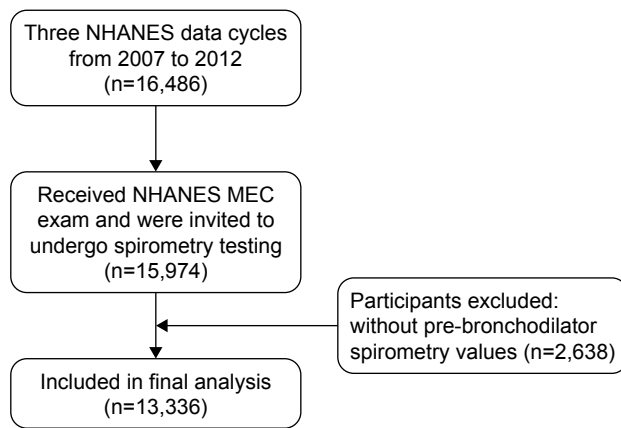 Three NHANES data cycles
from 2007 to 2012
(n=16,486)
Received NHANES MEC
exam and were invited to
undergo spirometry testing
(n=15,974)
Participants excluded:
without pre-bronchodilator
spirometry values (n=2,638)
Included in final analysis
(n=13,336)